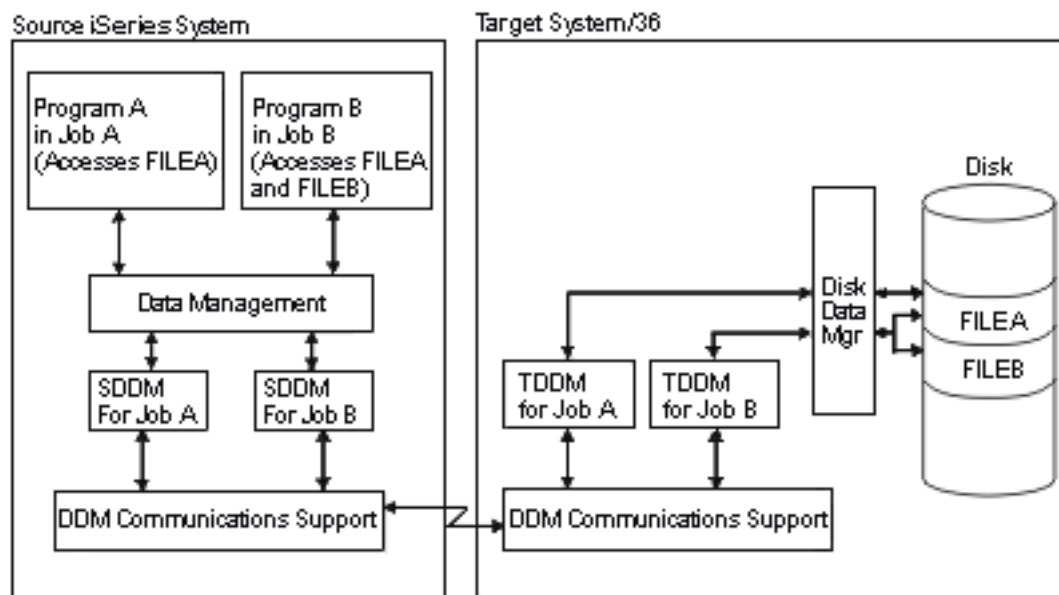 Source iSeries System
Target System/36
Program A
in Job A
(Accesses FILEA)
Program B
in Job B
(Accesses FILEA
and FILEB)
Data Management
SDDM
For Job A
SDDM
For Job B
DDM Communications Support
TDDM
for Job A
TDDM
for Job B
DDM Communications Support
Disk
Data
Mgr
Disk
FILEA
FILEB